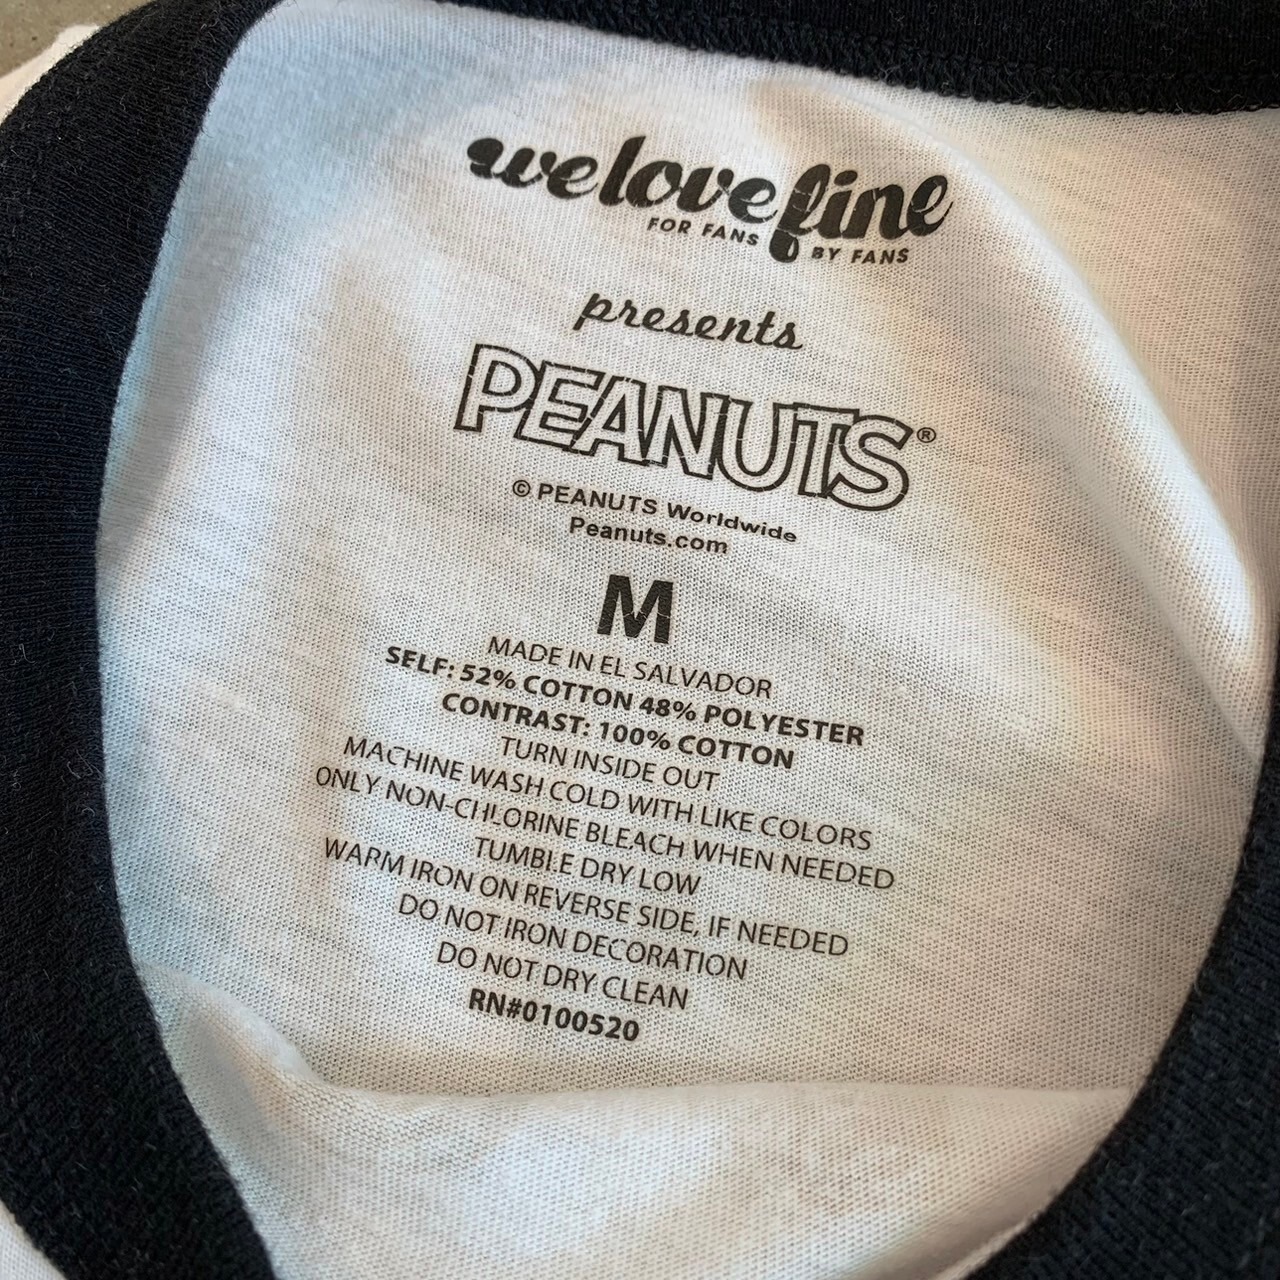 welovefine
FOR FANS BY FANS
presents
PEANUTS®
© PEANUTS Worldwide
Peanuts.com
M
MADE IN EL SALVADOR
SELF: 52% COTTON 48% POLYESTER
CONTRAST: 100% COTTON
TURN INSIDE OUT
MACHINE WASH COLD WITH LIKE COLORS
ONLY NON-CHLORINE BLEACH WHEN NEEDED
TUMBLE DRY LOW
WARM IRON ON REVERSE SIDE, IF NEEDED
DO NOT IRON DECORATION
DO NOT DRY CLEAN
RN#0100520